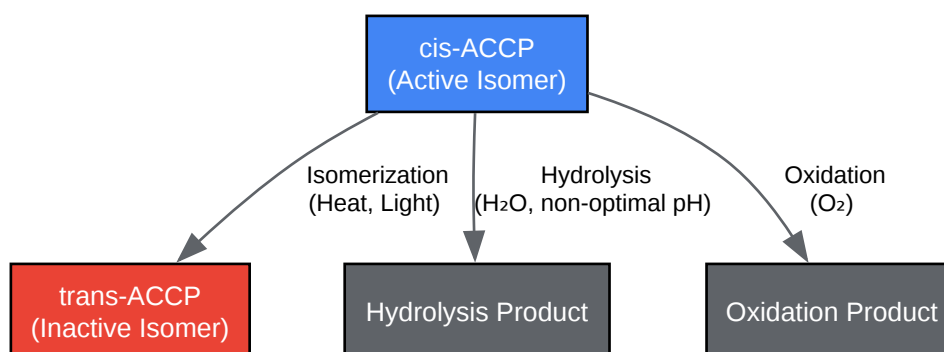 cis-ACCP
(Active Isomer)
Isomerization
(Heat, Light)
Hydrolysis
(H₂O, non-optimal pH)
Oxidation
(O₂)
trans-ACCP
(Inactive Isomer)
Hydrolysis Product
Oxidation Product